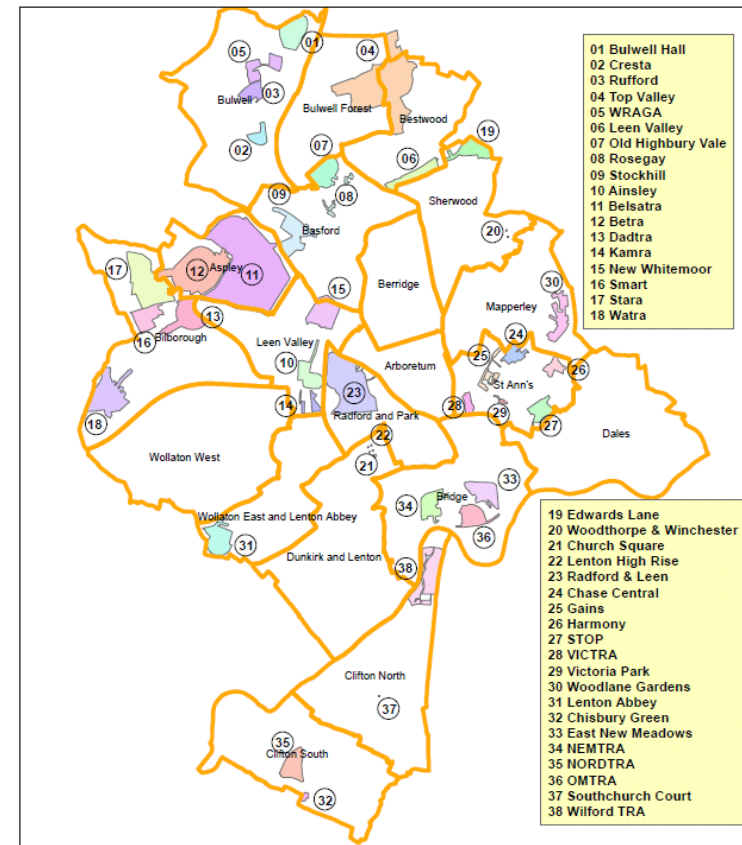 01 Bulwell Hall
02 Cresta
03 Rufford
04 Top Valley
05 WRAGA
06 Leen Valley
07 Old Highbury Vale
08 Rosegay
09 Stockhill
10 Ainsley
11 Belsatra
12 Betra
13 Dadtra
14 Kamra
15 New Whitemoor
16 Smart
17 Stara
18 Watra
01
05
04
03
Bulwell
Bulwell Forest
Bestwood
02
07
06
19
08
09
Sherwood
Basford
20
17
12
Aspley
11
15
Berridge
30
Mapperley
13
16
Bilborough
Leen Valley
24
25
10
Arboretum
26
St Ann's
23
14
28
29
18
Radford and Park
22
27
Dales
Wollaton West
21
33
34
Bridge
Wollaton East and Lenton Abbey
36
31
Dunkirk and Lenton
38
Clifton North
37
35
Clifton South
32
19 Edwards Lane
20 Woodthorpe & Winchester
21 Church Square
22 Lenton High Rise
23 Radford & Leen
24 Chase Central
25 Gains
26 Harmony
27 STOP
28 VICTRA
29 Victoria Park
30 Woodlane Gardens
31 Lenton Abbey
32 Chisbury Green
33 East New Meadows
34 NEMTRA
35 NORDTRA
36 OMTRA
37 Southchurch Court
38 Wilford TRA